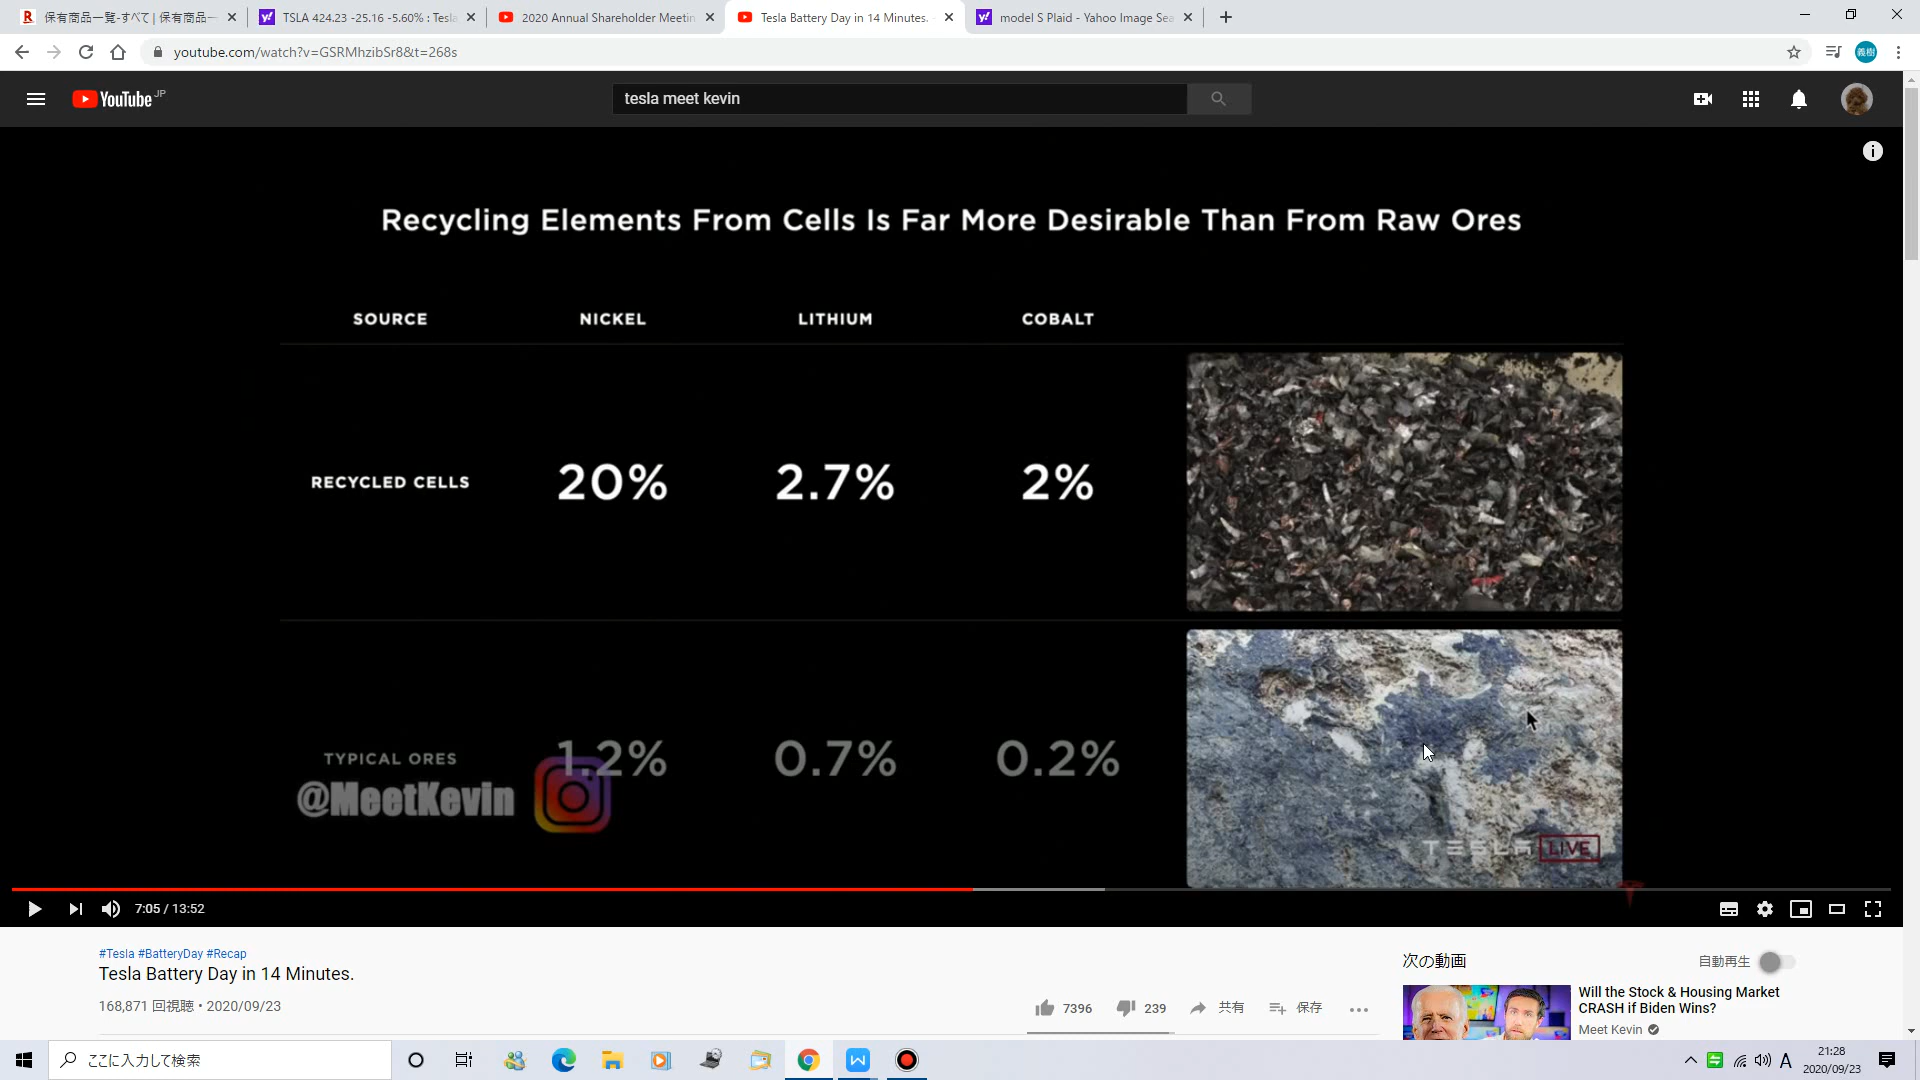 保有商品一覧-すべて | 保有商品一
TSLA 424.23 -25.16 -5.60% : Tesla
2020 Annual Shareholder Meetin
Tesla Battery Day in 14 Minutes.
model S Plaid - Yahoo Image Sea
youtube.com/watch?v=GSRMhzibSr8&t=268s
義樹
YouTube JP
tesla meet kevin
Recycling Elements From Cells Is Far More Desirable Than From Raw Ores
SOURCE NICKEL LITHIUM COBALT
RECYCLED CELLS 20% 2.7% 2%
TYPICAL ORES 1.2% 0.7% 0.2%
@MeetKevin
TESLA LIVE
7:05 / 13:52
#Tesla #BatteryDay #Recap
Tesla Battery Day in 14 Minutes.
168,871 回視聴・2020/09/23
7396 239 共有 保存
次の動画 自動再生
Will the Stock & Housing Market
CRASH if Biden Wins?
Meet Kevin
ここに入力して検索
A
21:28
2020/09/23